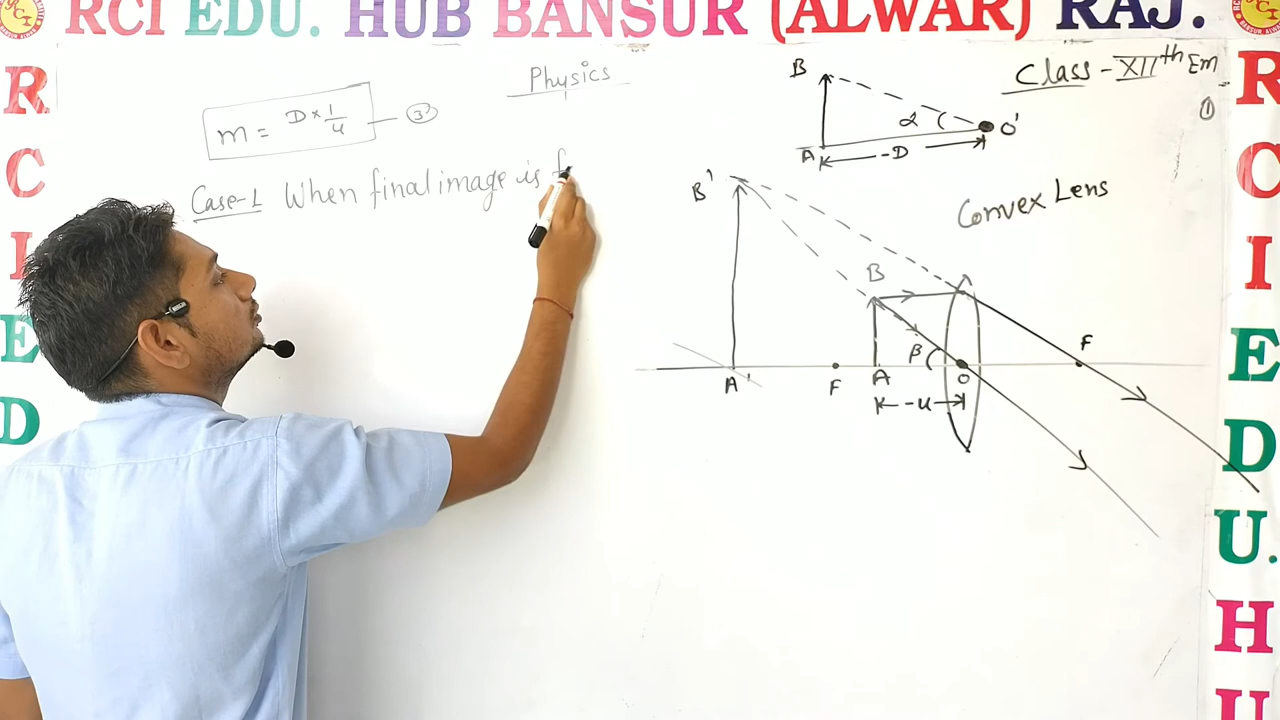 RCI EDU. HUB BANSUR (ALWAR) RAJ.
R
C
I
E
D
Physics
Class - XIIth Em
①
m = D × 1/4 — ③
Case-1 When final image is f
B
α
O'
A
-D
Convex Lens
B'
B
β
F
A'
F
A
O
-u
R
C
I
E
D
U.
H
U